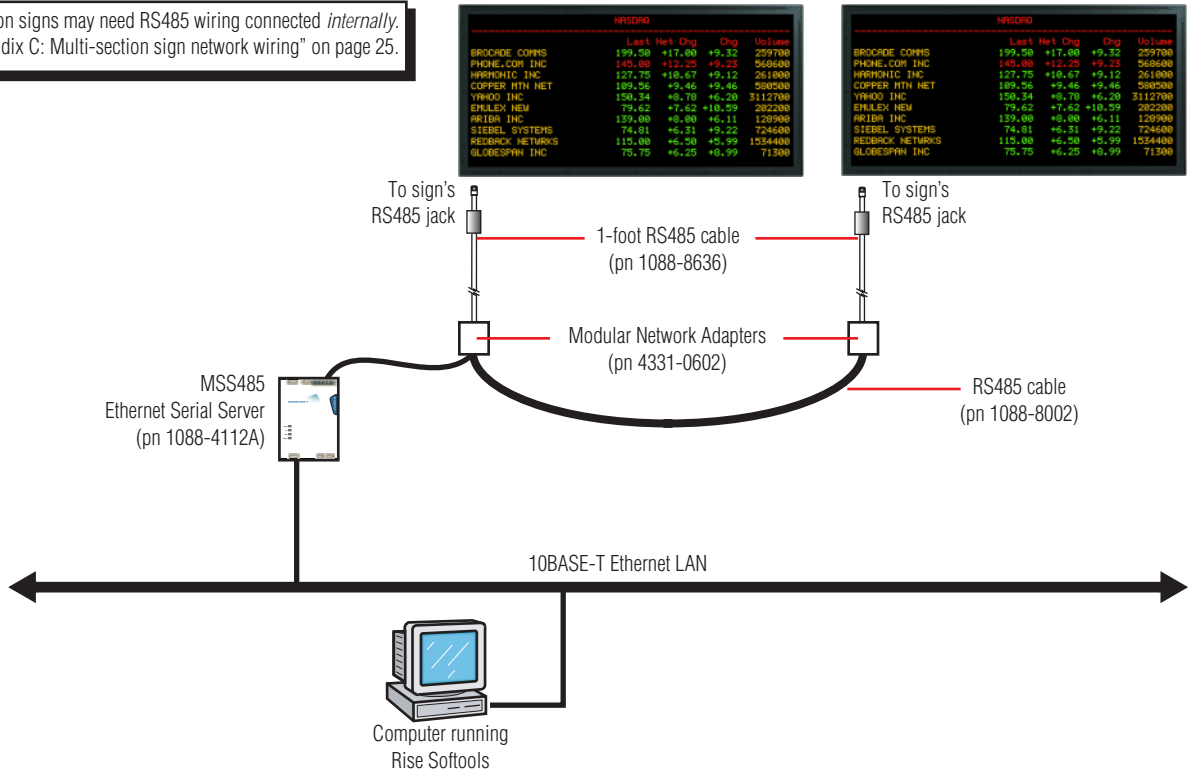 on signs may need RS485 wiring connected internally.
dix C: Multi-section sign network wiring” on page 25.
NASDAQ
Last Net Chg Chg Volume
BROCADE COMMS 199.50 +17.00 +9.32 259700
PHONE.COM INC 145.00 +12.25 +9.23 568600
HARMONIC INC 127.75 +10.67 +9.12 261000
COPPER MTN NET 109.56 +9.46 +9.46 580500
YAHOO INC 150.34 +8.78 +6.20 3112700
EMULEX NEW 79.62 +7.62 +10.59 202200
ARIBA INC 139.00 +8.00 +6.11 128900
SIEBEL SYSTEMS 74.81 +6.31 +9.22 724600
REDBACK NETWRKS 115.00 +6.50 +5.99 1534400
GLOBESPAN INC 75.75 +6.25 +8.99 71300
NASDAQ
Last Net Chg Chg Volume
BROCADE COMMS 199.50 +17.00 +9.32 259700
PHONE.COM INC 145.00 +12.25 +9.23 568600
HARMONIC INC 127.75 +10.67 +9.12 261000
COPPER MTN NET 109.56 +9.46 +9.46 580500
YAHOO INC 150.34 +8.78 +6.20 3112700
EMULEX NEW 79.62 +7.62 +10.59 202200
ARIBA INC 139.00 +8.00 +6.11 128900
SIEBEL SYSTEMS 74.81 +6.31 +9.22 724600
REDBACK NETWRKS 115.00 +6.50 +5.99 1534400
GLOBESPAN INC 75.75 +6.25 +8.99 71300
To sign's
RS485 jack
To sign's
RS485 jack
1-foot RS485 cable
(pn 1088-8636)
Modular Network Adapters
(pn 4331-0602)
MSS485
Ethernet Serial Server
(pn 1088-4112A)
RS485 cable
(pn 1088-8002)
10BASE-T Ethernet LAN
Computer running
Rise Softools